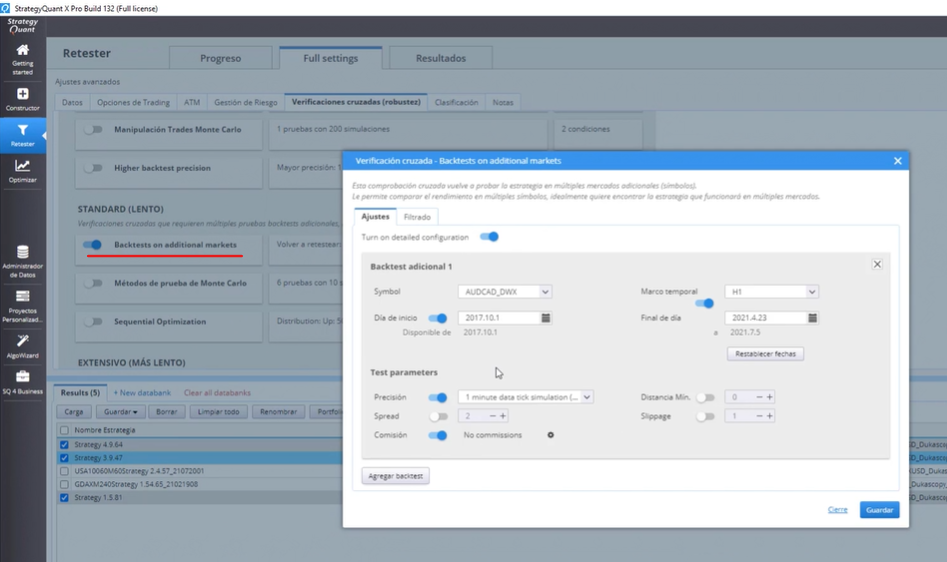 StrategyQuant X Pro Build 132 (Full license)
Strategy Quant
Getting started
Constructor
Retester
Optimizar
Administrador de Datos
Proyectos Personalizad...
AlgoWizard
SQ 4 Business
Retester
Progreso
Full settings
Resultados
Ajustes avanzados
Datos
Opciones de Trading
ATM
Gestión de Riesgo
Verificaciones cruzadas (robustez)
Clasificación
Notas
Manipulación Trades Monte Carlo
1 pruebas con 200 simulaciones
2 condiciones
Higher backtest precision
Mayor precisión: 1
STANDARD (LENTO)
Verificaciones cruzadas que requieren múltiples pruebas backtests adicionales,
Backtests on additional markets
Volver a retestear
Métodos de prueba de Monte Carlo
6 pruebas con 10 s
Sequential Optimization
Distribution: Up: 5
EXTENSIVO (MÁS LENTO)
Verificación cruzada - Backtests on additional markets
Esta comprobación cruzada vuelve a probar la estrategia en múltiples mercados adicionales (símbolos).
Le permite comparar el rendimiento en múltiples símbolos, idealmente quiere encontrar la estrategia que funcionará en múltiples mercados.
Ajustes
Filtrado
Turn on detailed configuration
Backtest adicional 1
Symbol
AUDCAD_DWX
Marco temporal
H1
Día de inicio
2017.10.1
Final de día
2021.4.23
Disponible de
2017.10.1
a
2021.7.5
Restablecer fechas
Test parameters
Precisión
1 minute data tick simulation (...
Distancia Mín.
0
Spread
2
Slippage
1
Comisión
No commissions
Agregar backtest
Cierre
Guardar
Results (5)
+ New databank
Clear all databanks
Carga
Guardar
Borrar
Limpiar todo
Renombrar
Portfoli
Nombre Estrategia
Strategy 4.9.64
D_Dukascopy
Strategy 3.9.47
D_Dukascopy
USA10060M60Strategy 2.4.57_21072001
USD_Dukasco
GDAXM240Strategy 1.54.65_21021908
_Dukascopy
Strategy 1.5.81
SD_Dukascop